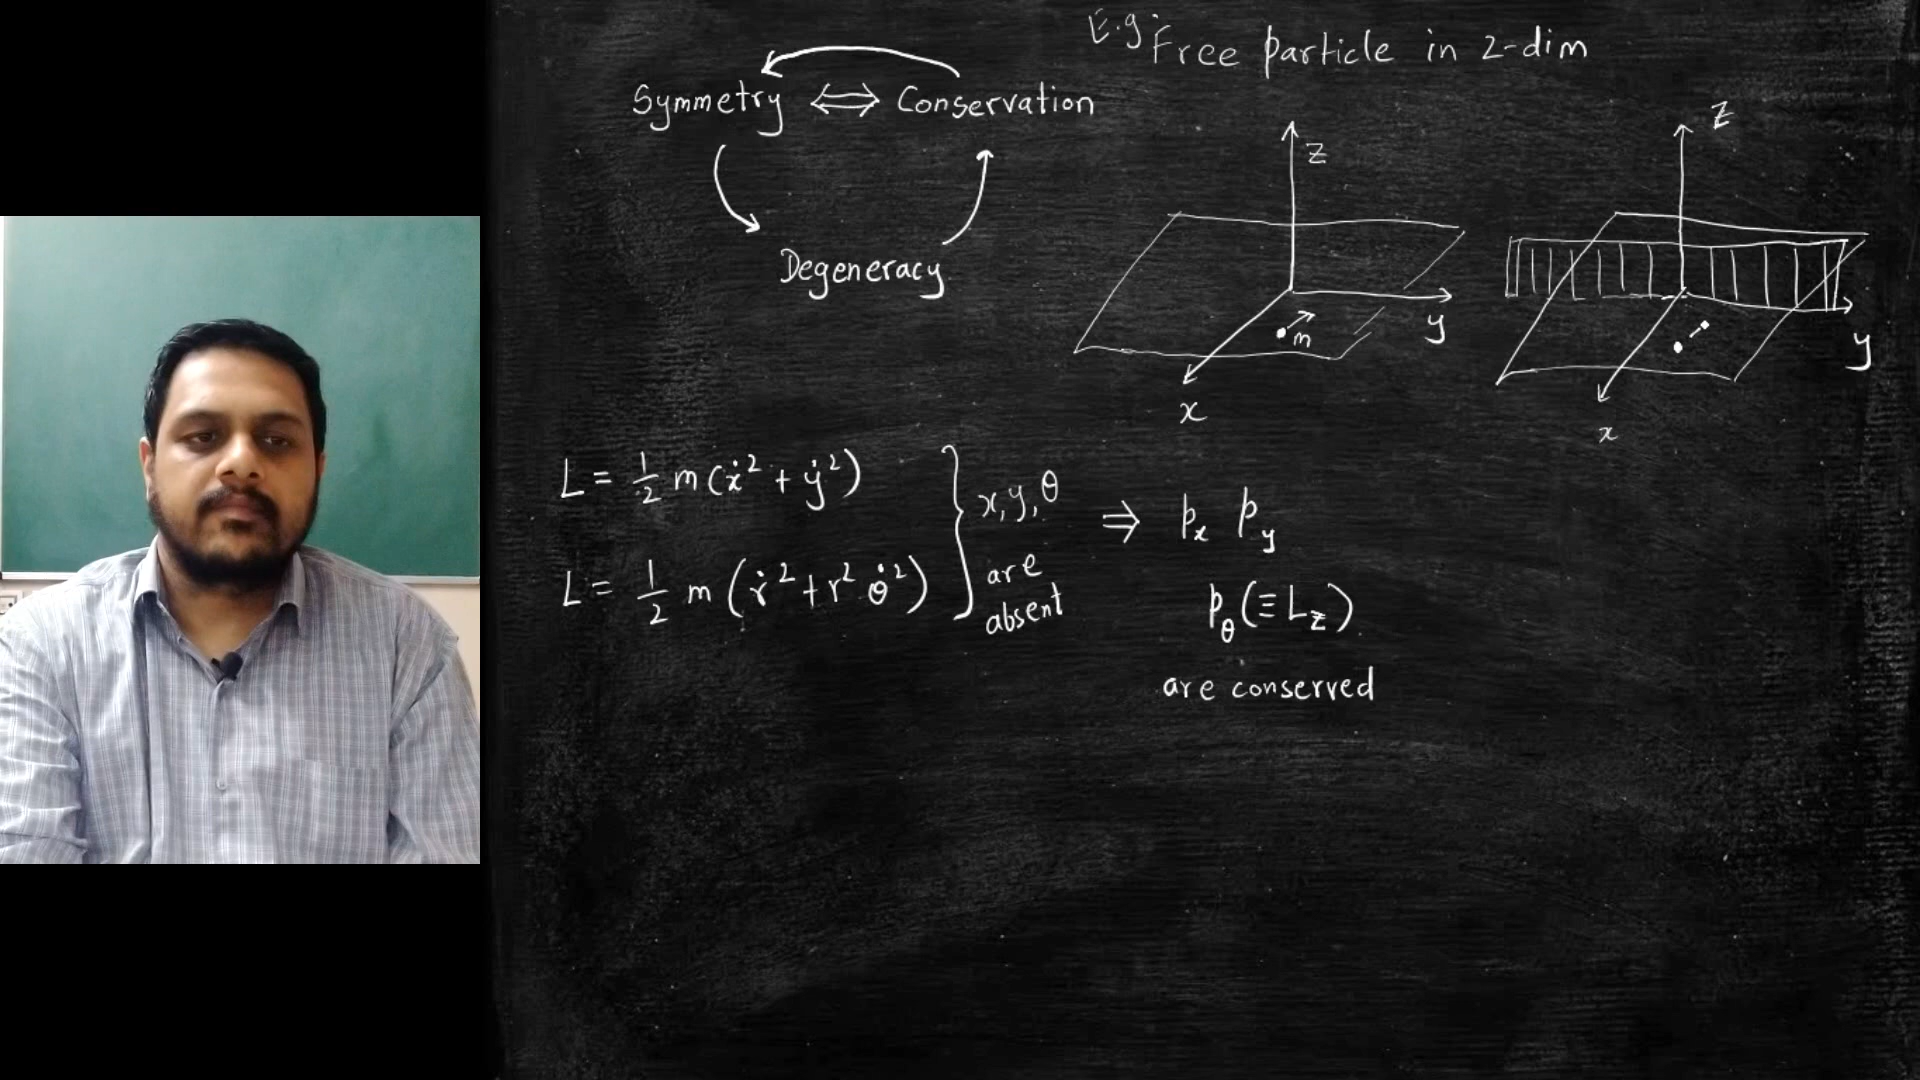 E.g. Free particle in 2-dim
Symmetry ⇔ Conservation
Degeneracy
z
y
x
m
z
y
x
L = 1/2 m (ẋ² + ẏ²)
L = 1/2 m (ṙ² + r² θ̇²)
x, y, θ
are
absent
⇒ pₓ p_y
p_θ (≡ L_z)
are conserved